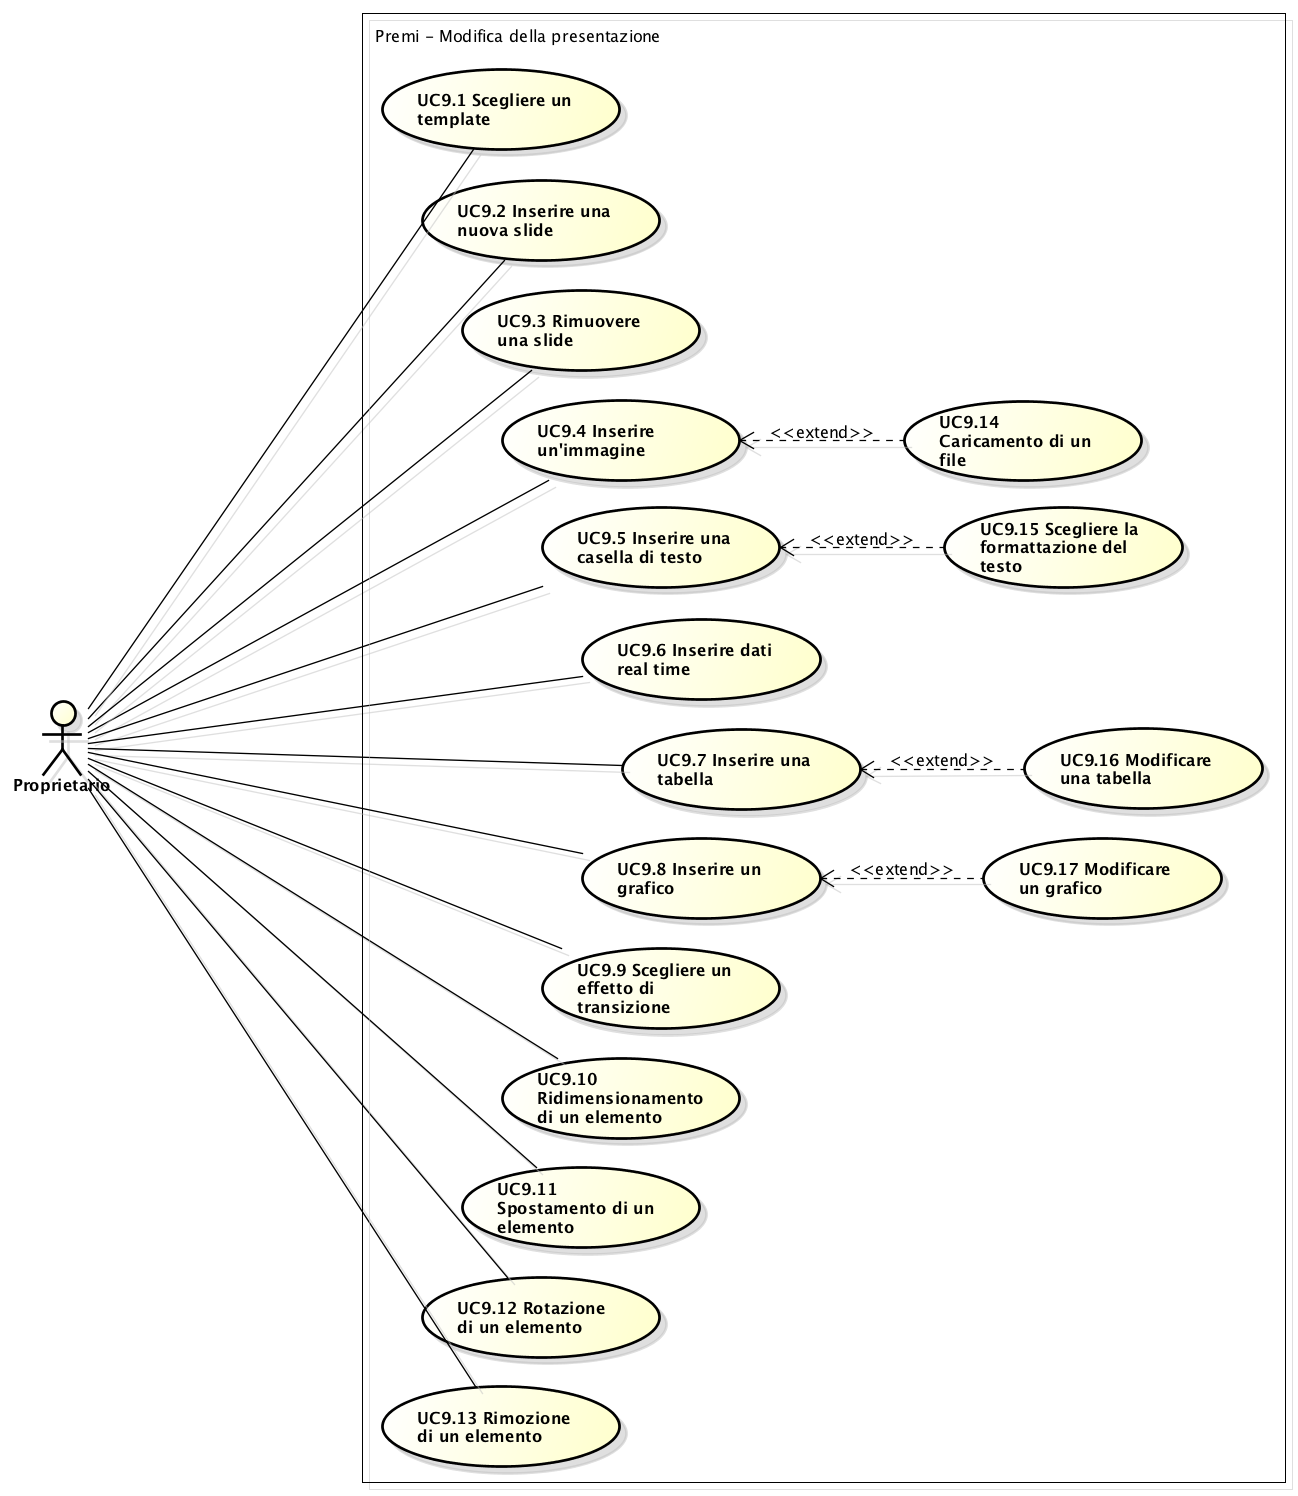 Premi - Modifica della presentazione
UC9.1 Scegliere un
template
UC9.2 Inserire una
nuova slide
UC9.3 Rimuovere
una slide
UC9.4 Inserire
un'immagine
<<extend>>
UC9.14
Caricamento di un
file
UC9.5 Inserire una
casella di testo
<<extend>>
UC9.15 Scegliere la
formattazione del
testo
UC9.6 Inserire dati
real time
Proprietario
UC9.7 Inserire una
tabella
<<extend>>
UC9.16 Modificare
una tabella
UC9.8 Inserire un
grafico
<<extend>>
UC9.17 Modificare
un grafico
UC9.9 Scegliere un
effetto di
transizione
UC9.10
Ridimensionamento
di un elemento
UC9.11
Spostamento di un
elemento
UC9.12 Rotazione
di un elemento
UC9.13 Rimozione
di un elemento